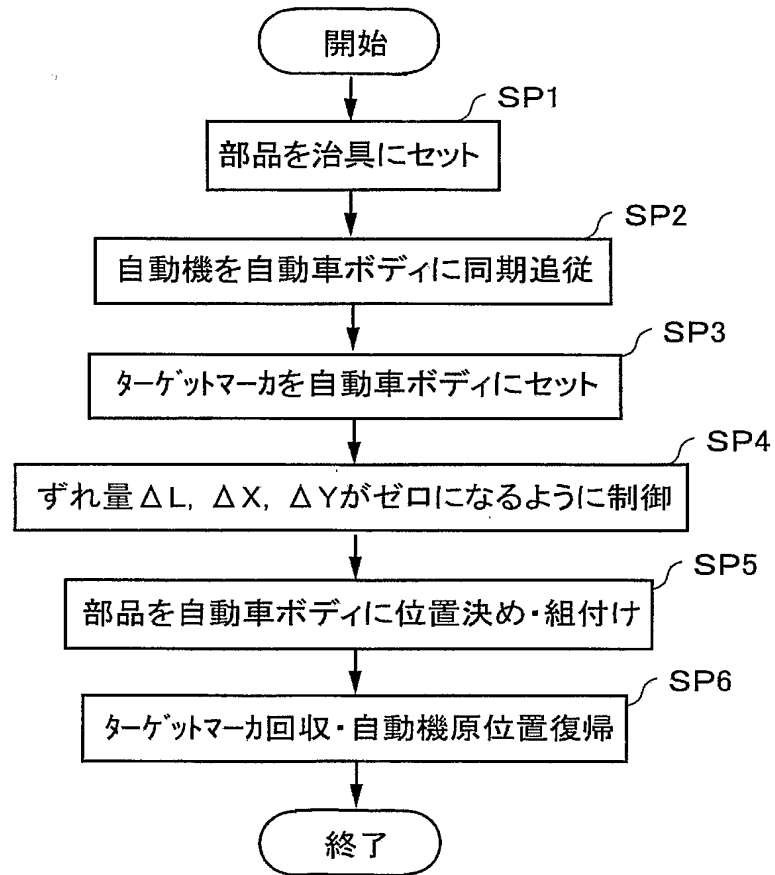 開始
SP1
部品を治具にセット
SP2
自動機を自動車ボディに同期追従
SP3
ターゲットマーカを自動車ボディにセット
SP4
ずれ量ΔL, ΔX, ΔYがゼロになるように制御
SP5
部品を自動車ボディに位置決め・組付け
SP6
ターゲットマーカ回収・自動機原位置復帰
終了